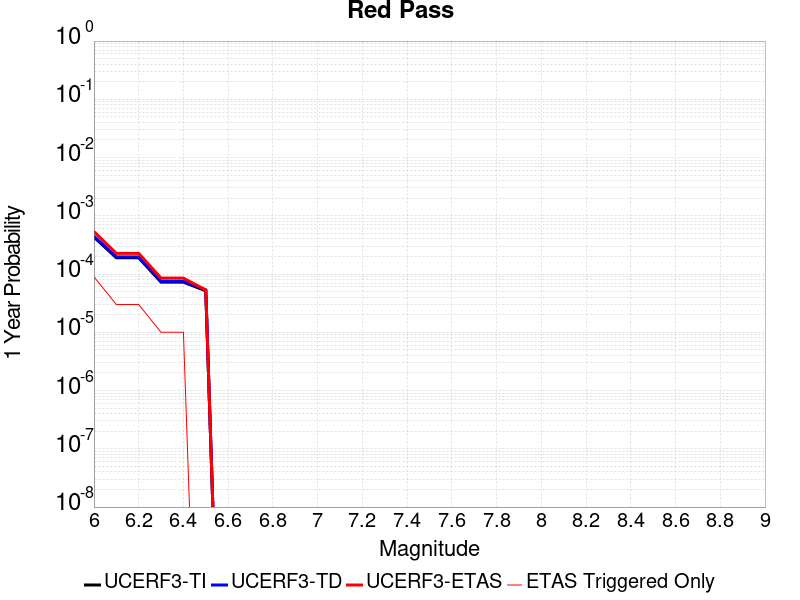 Red Pass
10^0
10^-1
10^-2
10^-3
10^-4
10^-5
10^-6
10^-7
10^-8
1 Year Probability
6 6.2 6.4 6.6 6.8 7 7.2 7.4 7.6 7.8 8 8.2 8.4 8.6 8.8 9
Magnitude
UCERF3-TI UCERF3-TD UCERF3-ETAS ETAS Triggered Only